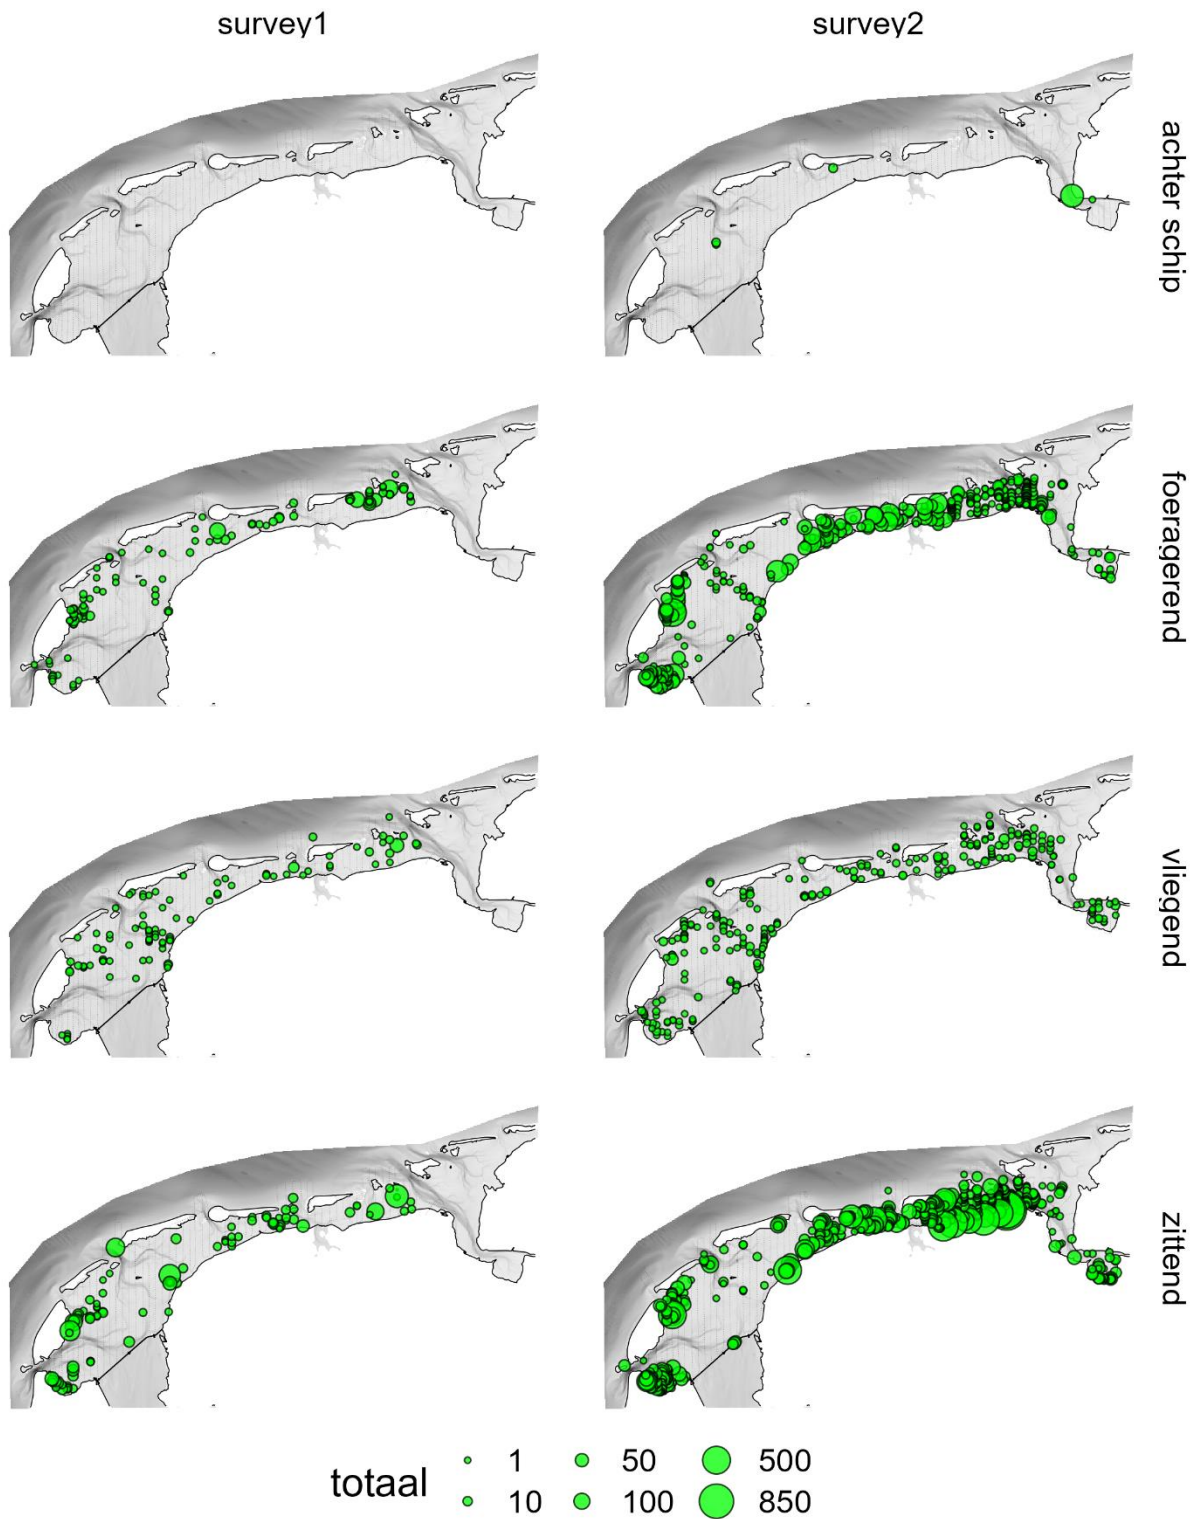 survey1
survey2
achter schip
foeragerend
vliegend
zittend
totaal
1
50
500
10
100
850